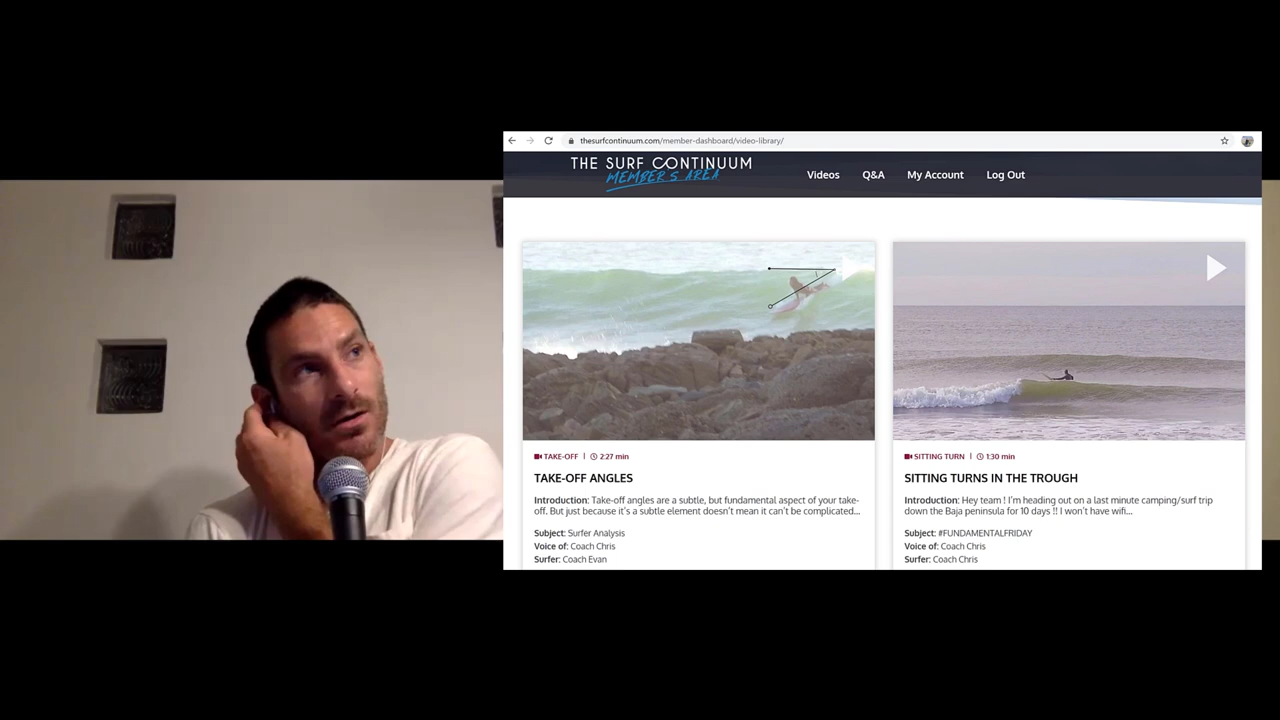 thesurfcontinuum.com/member-dashboard/video-library/
THE SURF CONTINUUM
MEMBER'S AREA
Videos
Q&A
My Account
Log Out
TAKE-OFF | 2:27 min
TAKE-OFF ANGLES
Introduction: Take-off angles are a subtle, but fundamental aspect of your take-
off. But just because it's a subtle element doesn't mean it can't be complicated...
Subject: Surfer Analysis
Voice of: Coach Chris
Surfer: Coach Evan
SITTING TURN | 1:30 min
SITTING TURNS IN THE TROUGH
Introduction: Hey team ! I'm heading out on a last minute camping/surf trip
down the Baja peninsula for 10 days !! I won't have wifi...
Subject: #FUNDAMENTALFRIDAY
Voice of: Coach Chris
Surfer: Coach Chris